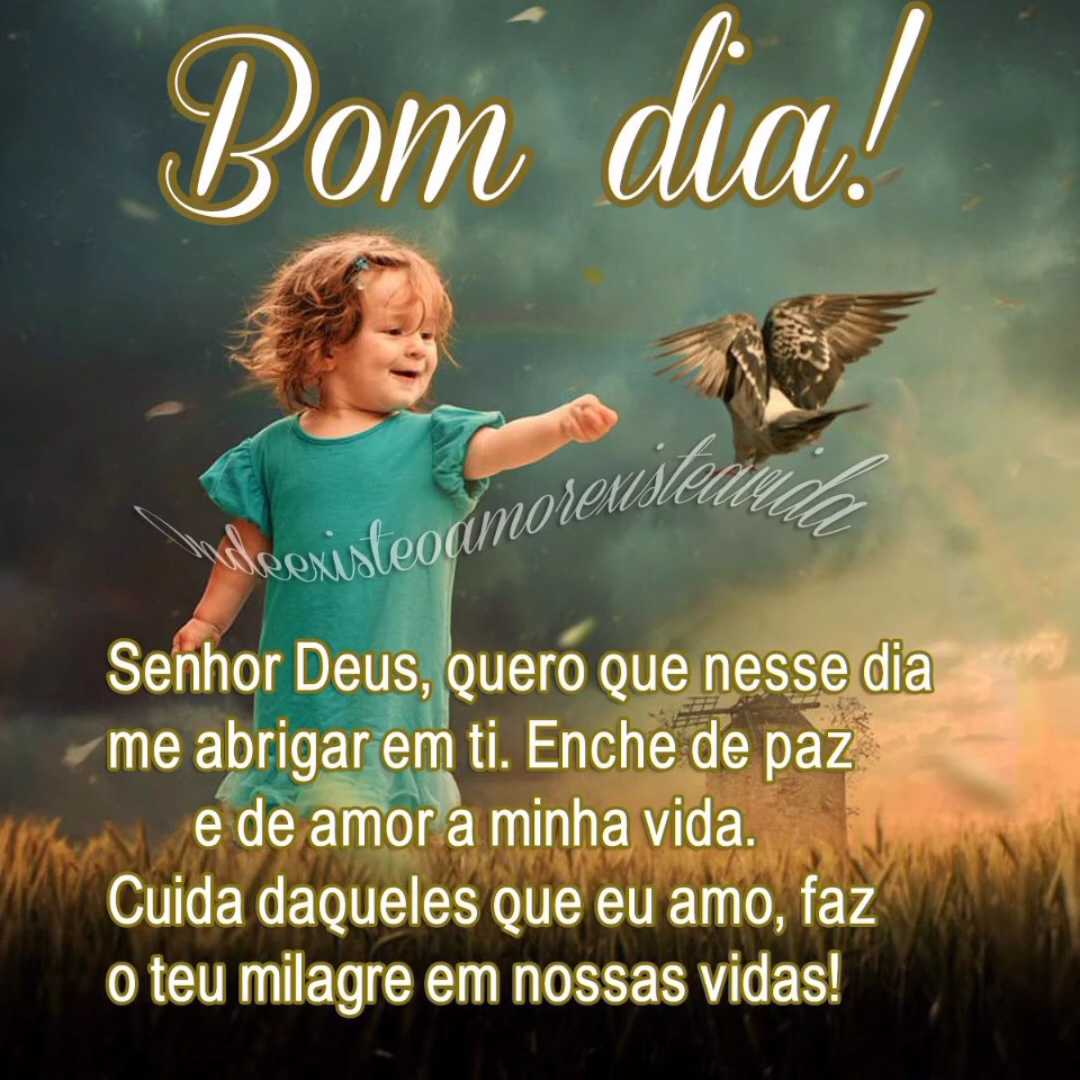 Bom dia!
Senhor Deus, quero que nesse dia
me abrigar em ti. Enche de paz
e de amor a minha vida.
Cuida daqueles que eu amo, faz
o teu milagre em nossas vidas!